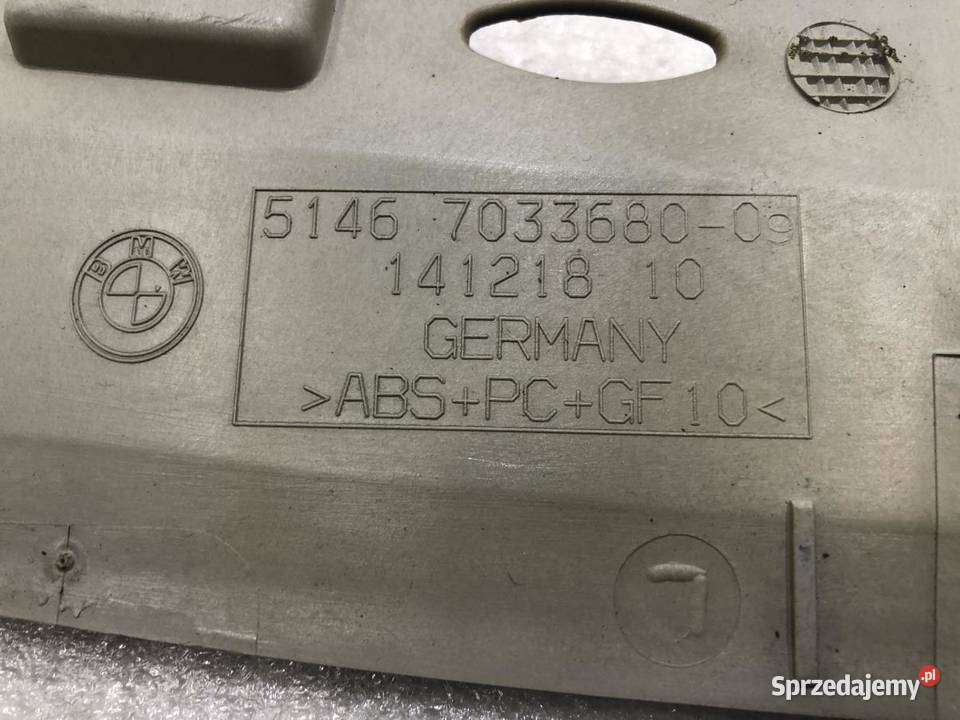 5146 7033680-09
BMW
141218 10
GERMANY
>ABS+PC+GF10<
Sprzedajemy.pl